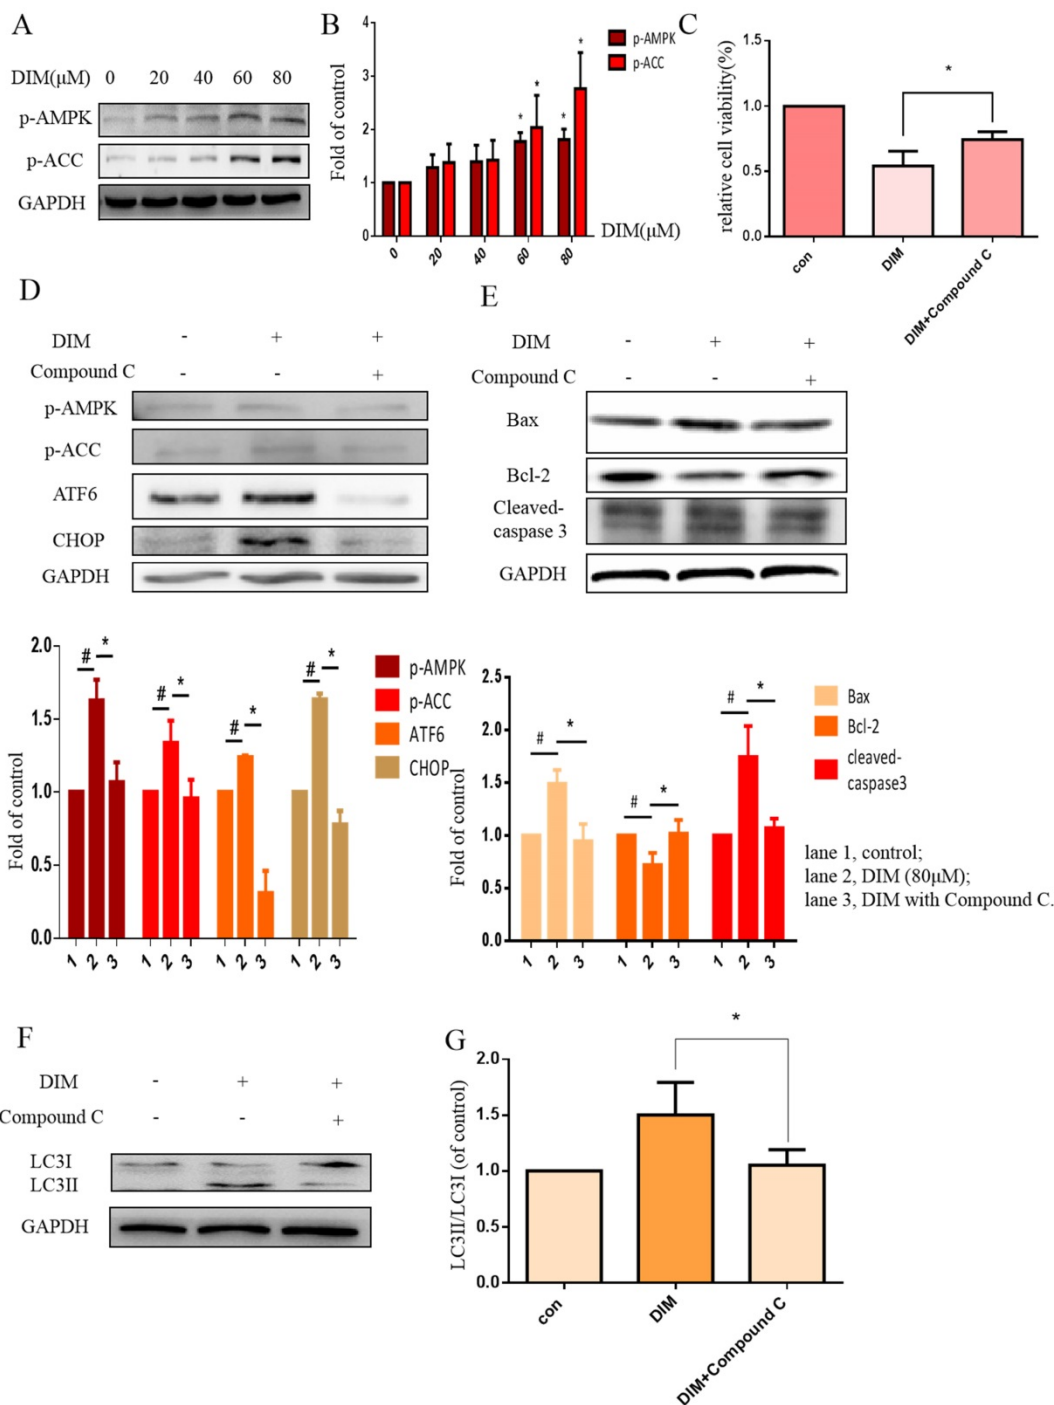 A
DIM(μM) 0 20 40 60 80
p-AMPK
p-ACC
GAPDH
B
Fold of control
4
3
2
1
0
* * * *
p-AMPK
p-ACC
0 20 40 60 80
DIM(μM)
C
relative cell viability(%)
1.5
1.0
0.5
0.0
*
con DIM DIM+Compound C
D
DIM - + +
Compound C - - +
p-AMPK
p-ACC
ATF6
CHOP
GAPDH
E
DIM - + +
Compound C - - +
Bax
Bcl-2
Cleaved-
caspase 3
GAPDH
Fold of control
2.0
1.5
1.0
0.5
0.0
# * # * # * # *
1 2 3 1 2 3 1 2 3 1 2 3
p-AMPK
p-ACC
ATF6
CHOP
Fold of control
2.5
2.0
1.5
1.0
0.5
0.0
# * # * # *
1 2 3 1 2 3 1 2 3
Bax
Bcl-2
cleaved-
caspase3
lane 1, control;
lane 2, DIM (80μM);
lane 3, DIM with Compound C.
F
DIM - + +
Compound C - - +
LC3I
LC3II
GAPDH
G
LC3II/LC3I (of control)
2.0
1.5
1.0
0.5
0.0
*
con DIM DIM+Compound C